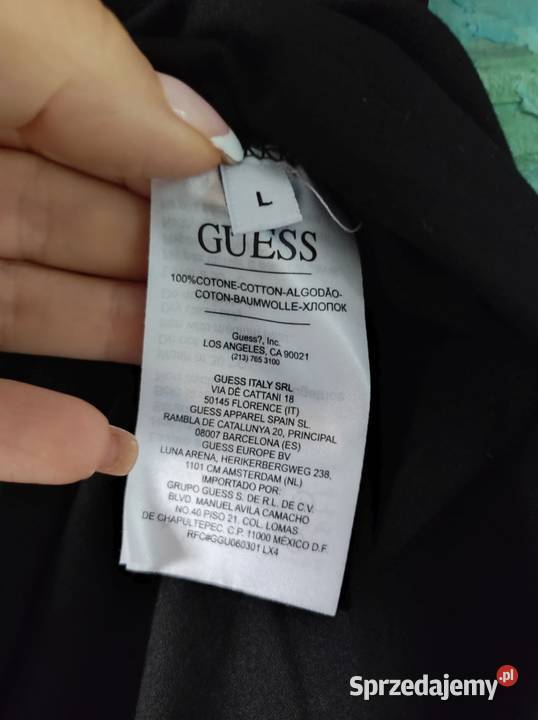 L
GUESS
100%COTONE-COTTON-ALGODÃO-
COTON-BAUMWOLLE-ХЛОПОК
Guess?, Inc.
LOS ANGELES, CA 90021
(213) 765 3100
GUESS ITALY SRL
VIA DÉ CATTANI 18
50145 FLORENCE (IT)
GUESS APPAREL SPAIN SL.
RAMBLA DE CATALUNYA 20, PRINCIPAL
08007 BARCELONA (ES)
GUESS EUROPE BV
LUNA ARENA, HERIKERBERGWEG 238,
1101 CM AMSTERDAM (NL)
IMPORTADO POR:
GRUPO GUESS S. DE R.L. DE C.V.
BLVD. MANUEL AVILA CAMACHO
NO.40 PISO 21. COL. LOMAS
DE CHAPULTEPEC. C.P. 11000 MÉXICO D.F.
RFC#GGU060301 LX4
Sprzedajemy.pl